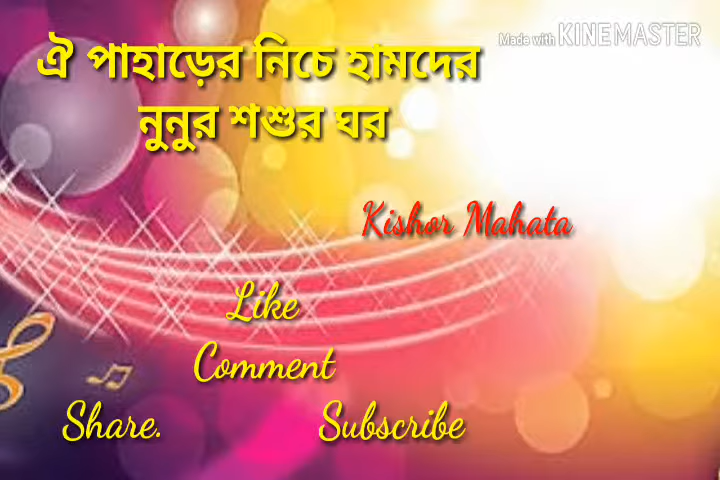 Made with KINEMASTER
ঐ পাহাড়ের নিচে হামদের
নুনুর শশুর ঘর
Kishor Mahata
Like
Comment
Share. Subscribe